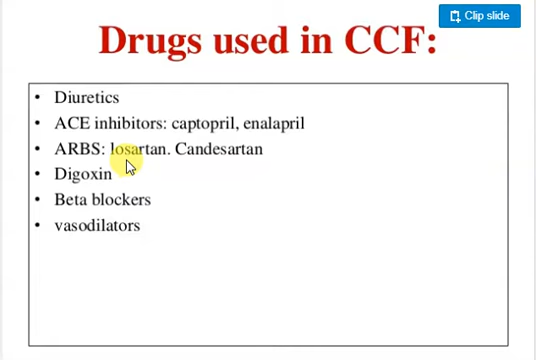 Clip slide
Drugs used in CCF:
• Diuretics
• ACE inhibitors: captopril, enalapril
• ARBS: losartan. Candesartan
• Digoxin
• Beta blockers
• vasodilators